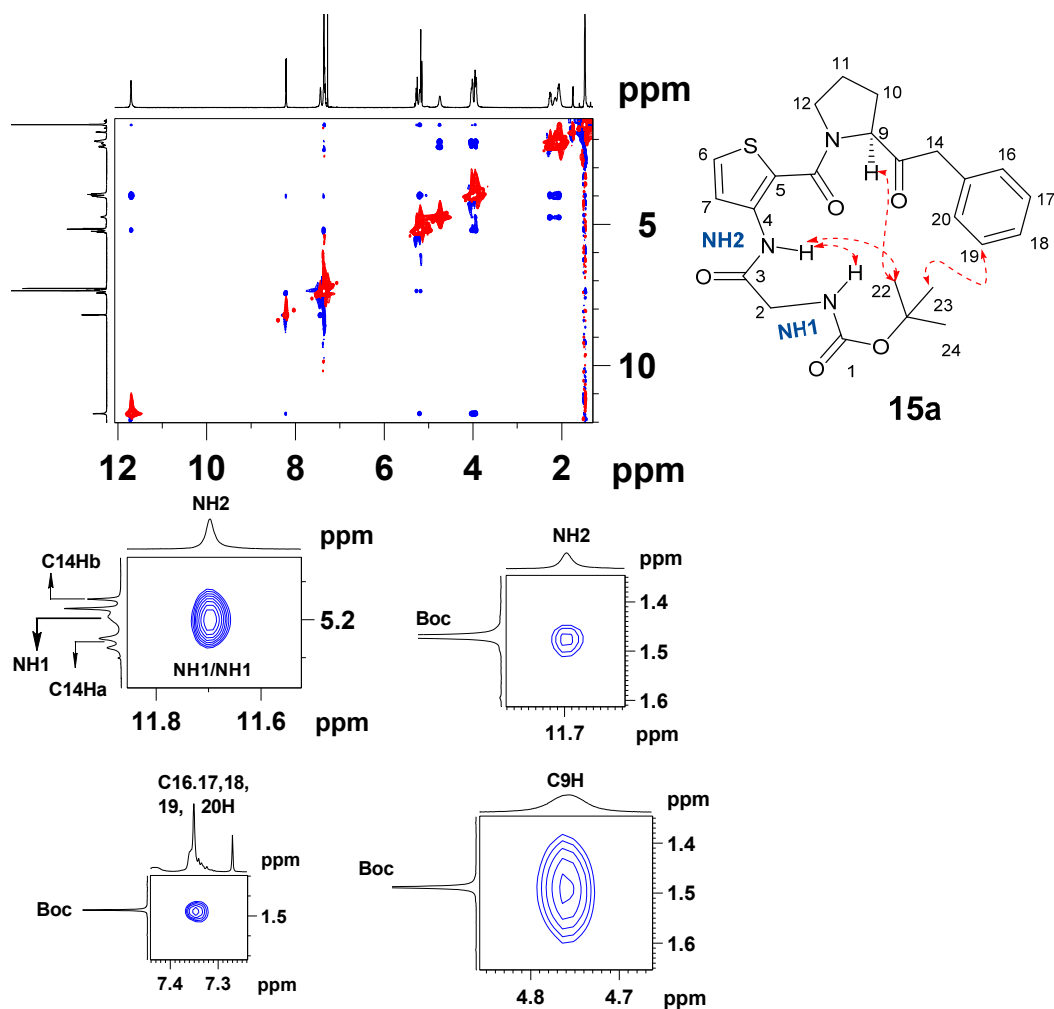 ppm
5
10
12
10
8
6
4
2
ppm
11
10
12
9
14
16
17
18
19
20
6
S
N
H
O
O
5
7
4
NH2
N
H
O
3
H
2
N
NH1
22
23
24
O
O
1
15a
NH2
ppm
C14Hb
5.2
NH1
C14Ha
NH1/NH1
11.8
11.6
ppm
NH2
ppm
Boc
1.4
1.5
1.6
11.7
ppm
C16.17,18,
19, 20H
ppm
Boc
1.5
7.4
7.3
ppm
C9H
ppm
Boc
1.4
1.5
1.6
4.8
4.7
ppm